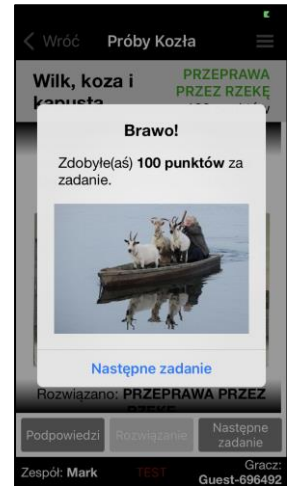 Wróć Próby Kozła
Wilk, koza i PRZEPRAWA
kapusta PRZEZ RZEKĘ
Brawo!
Zdobyłe(aś) 100 punktów za
zadanie.
Następne zadanie
Rozwiązano: PRZEPRAWA PRZEZ
RZEKĘ
Podpowiedzi Rozwiązanie Następne
zadanie
Zespół: Mark TEST Gracz:
Guest-696492